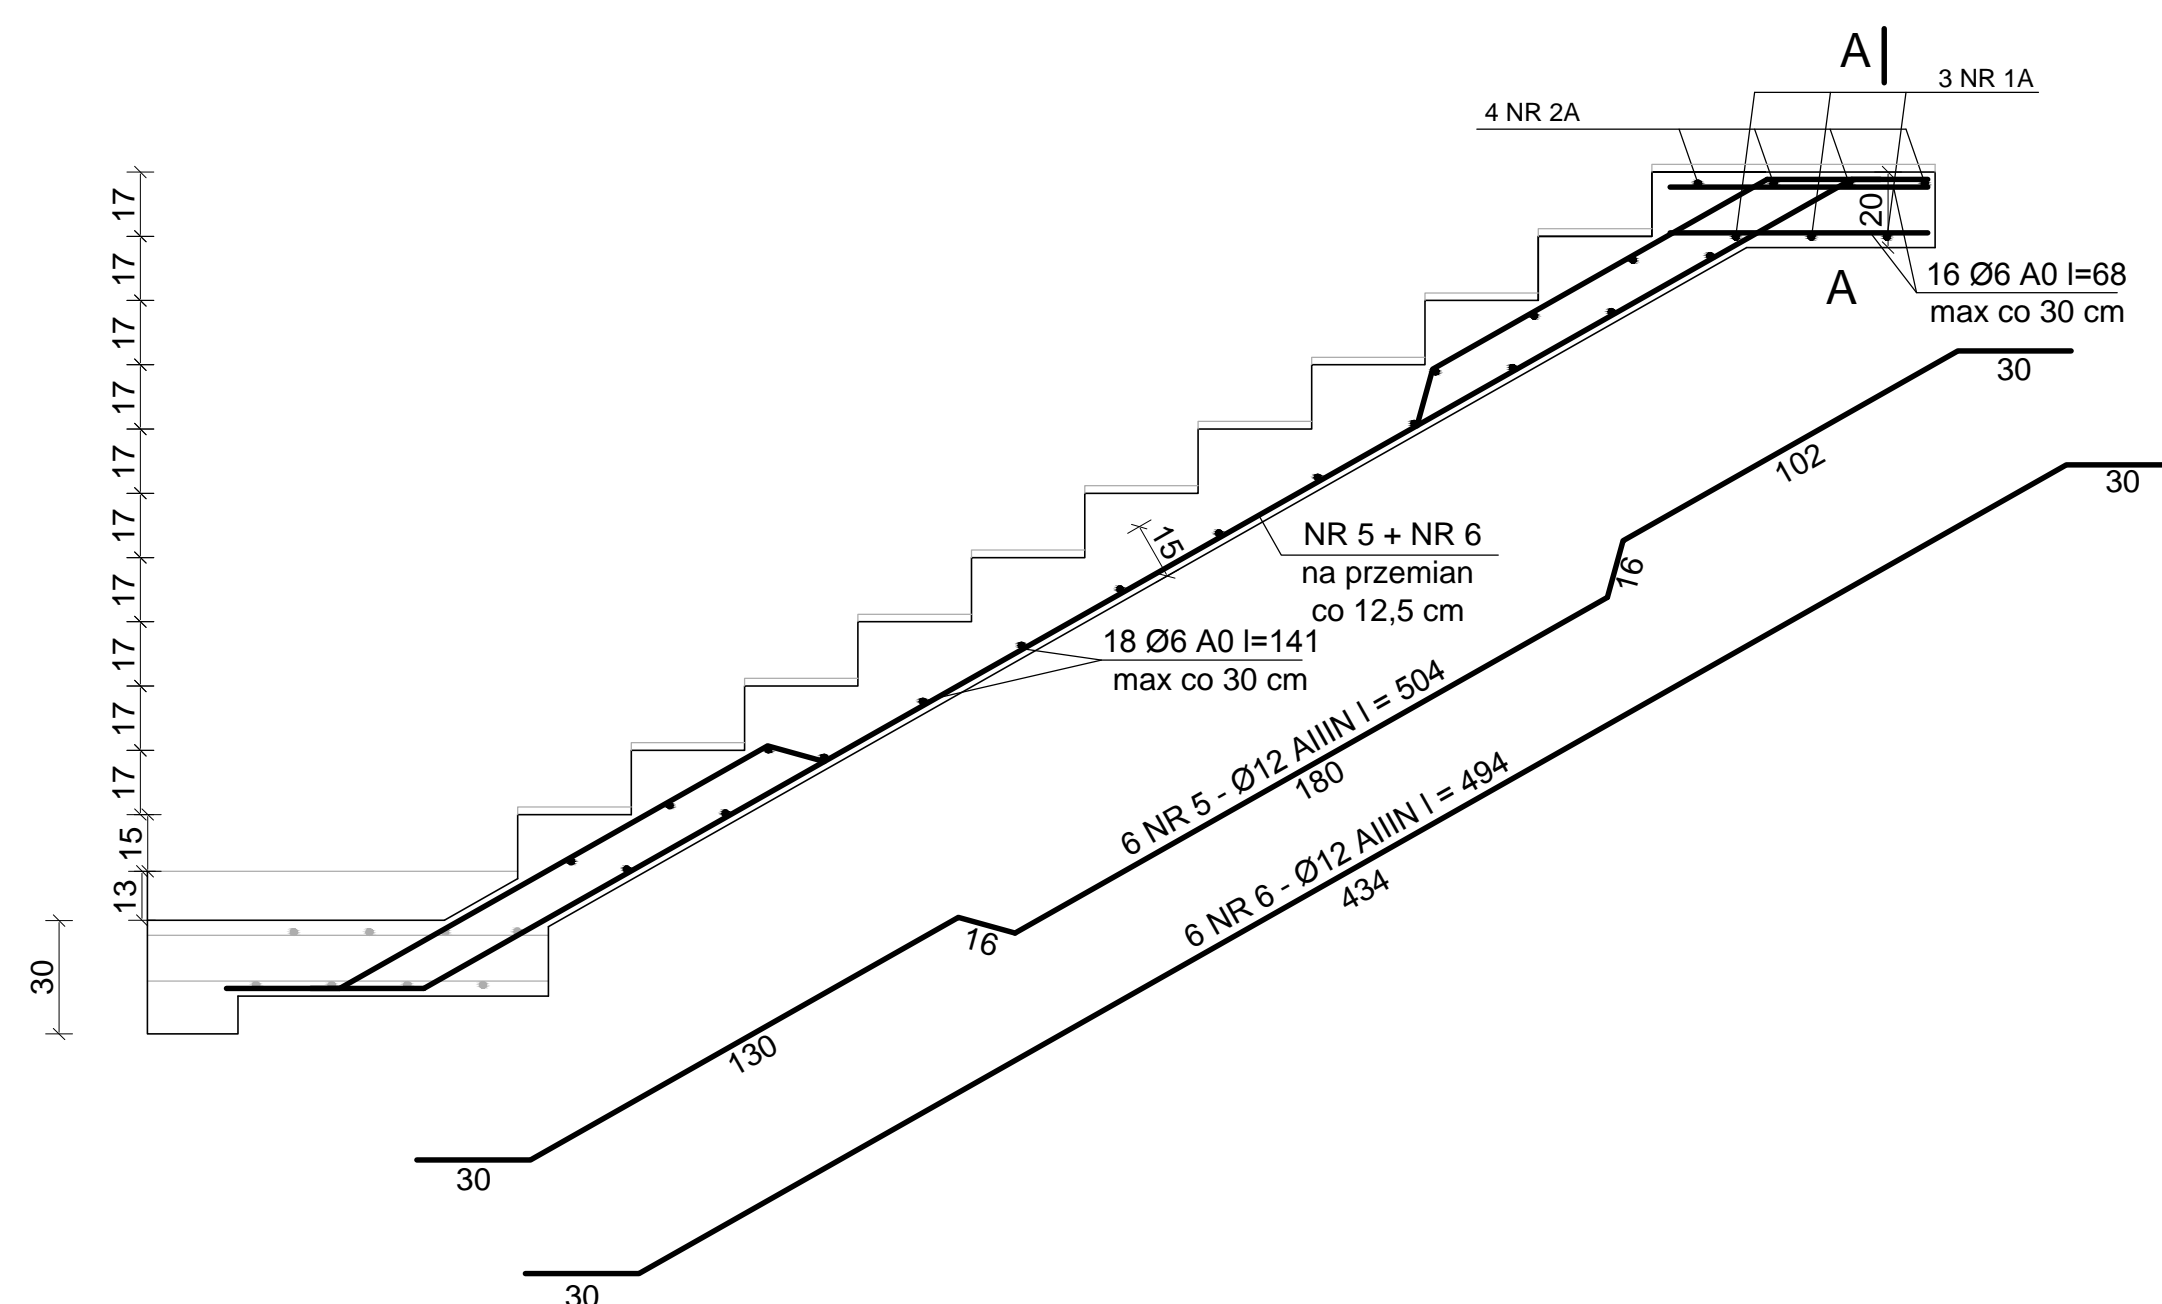 A
3 NR 1A
4 NR 2A
17
17
17
17
17
17
17
17
17
17
15
13
30
20
A
16 Ø6 A0 l=68
max co 30 cm
30
102
30
16
15
NR 5 + NR 6
na przemian
co 12,5 cm
18 Ø6 A0 l=141
max co 30 cm
6 NR 5 - Ø12 AIIIN l = 504
180
6 NR 6 - Ø12 AIIIN l = 494
434
16
130
30
30